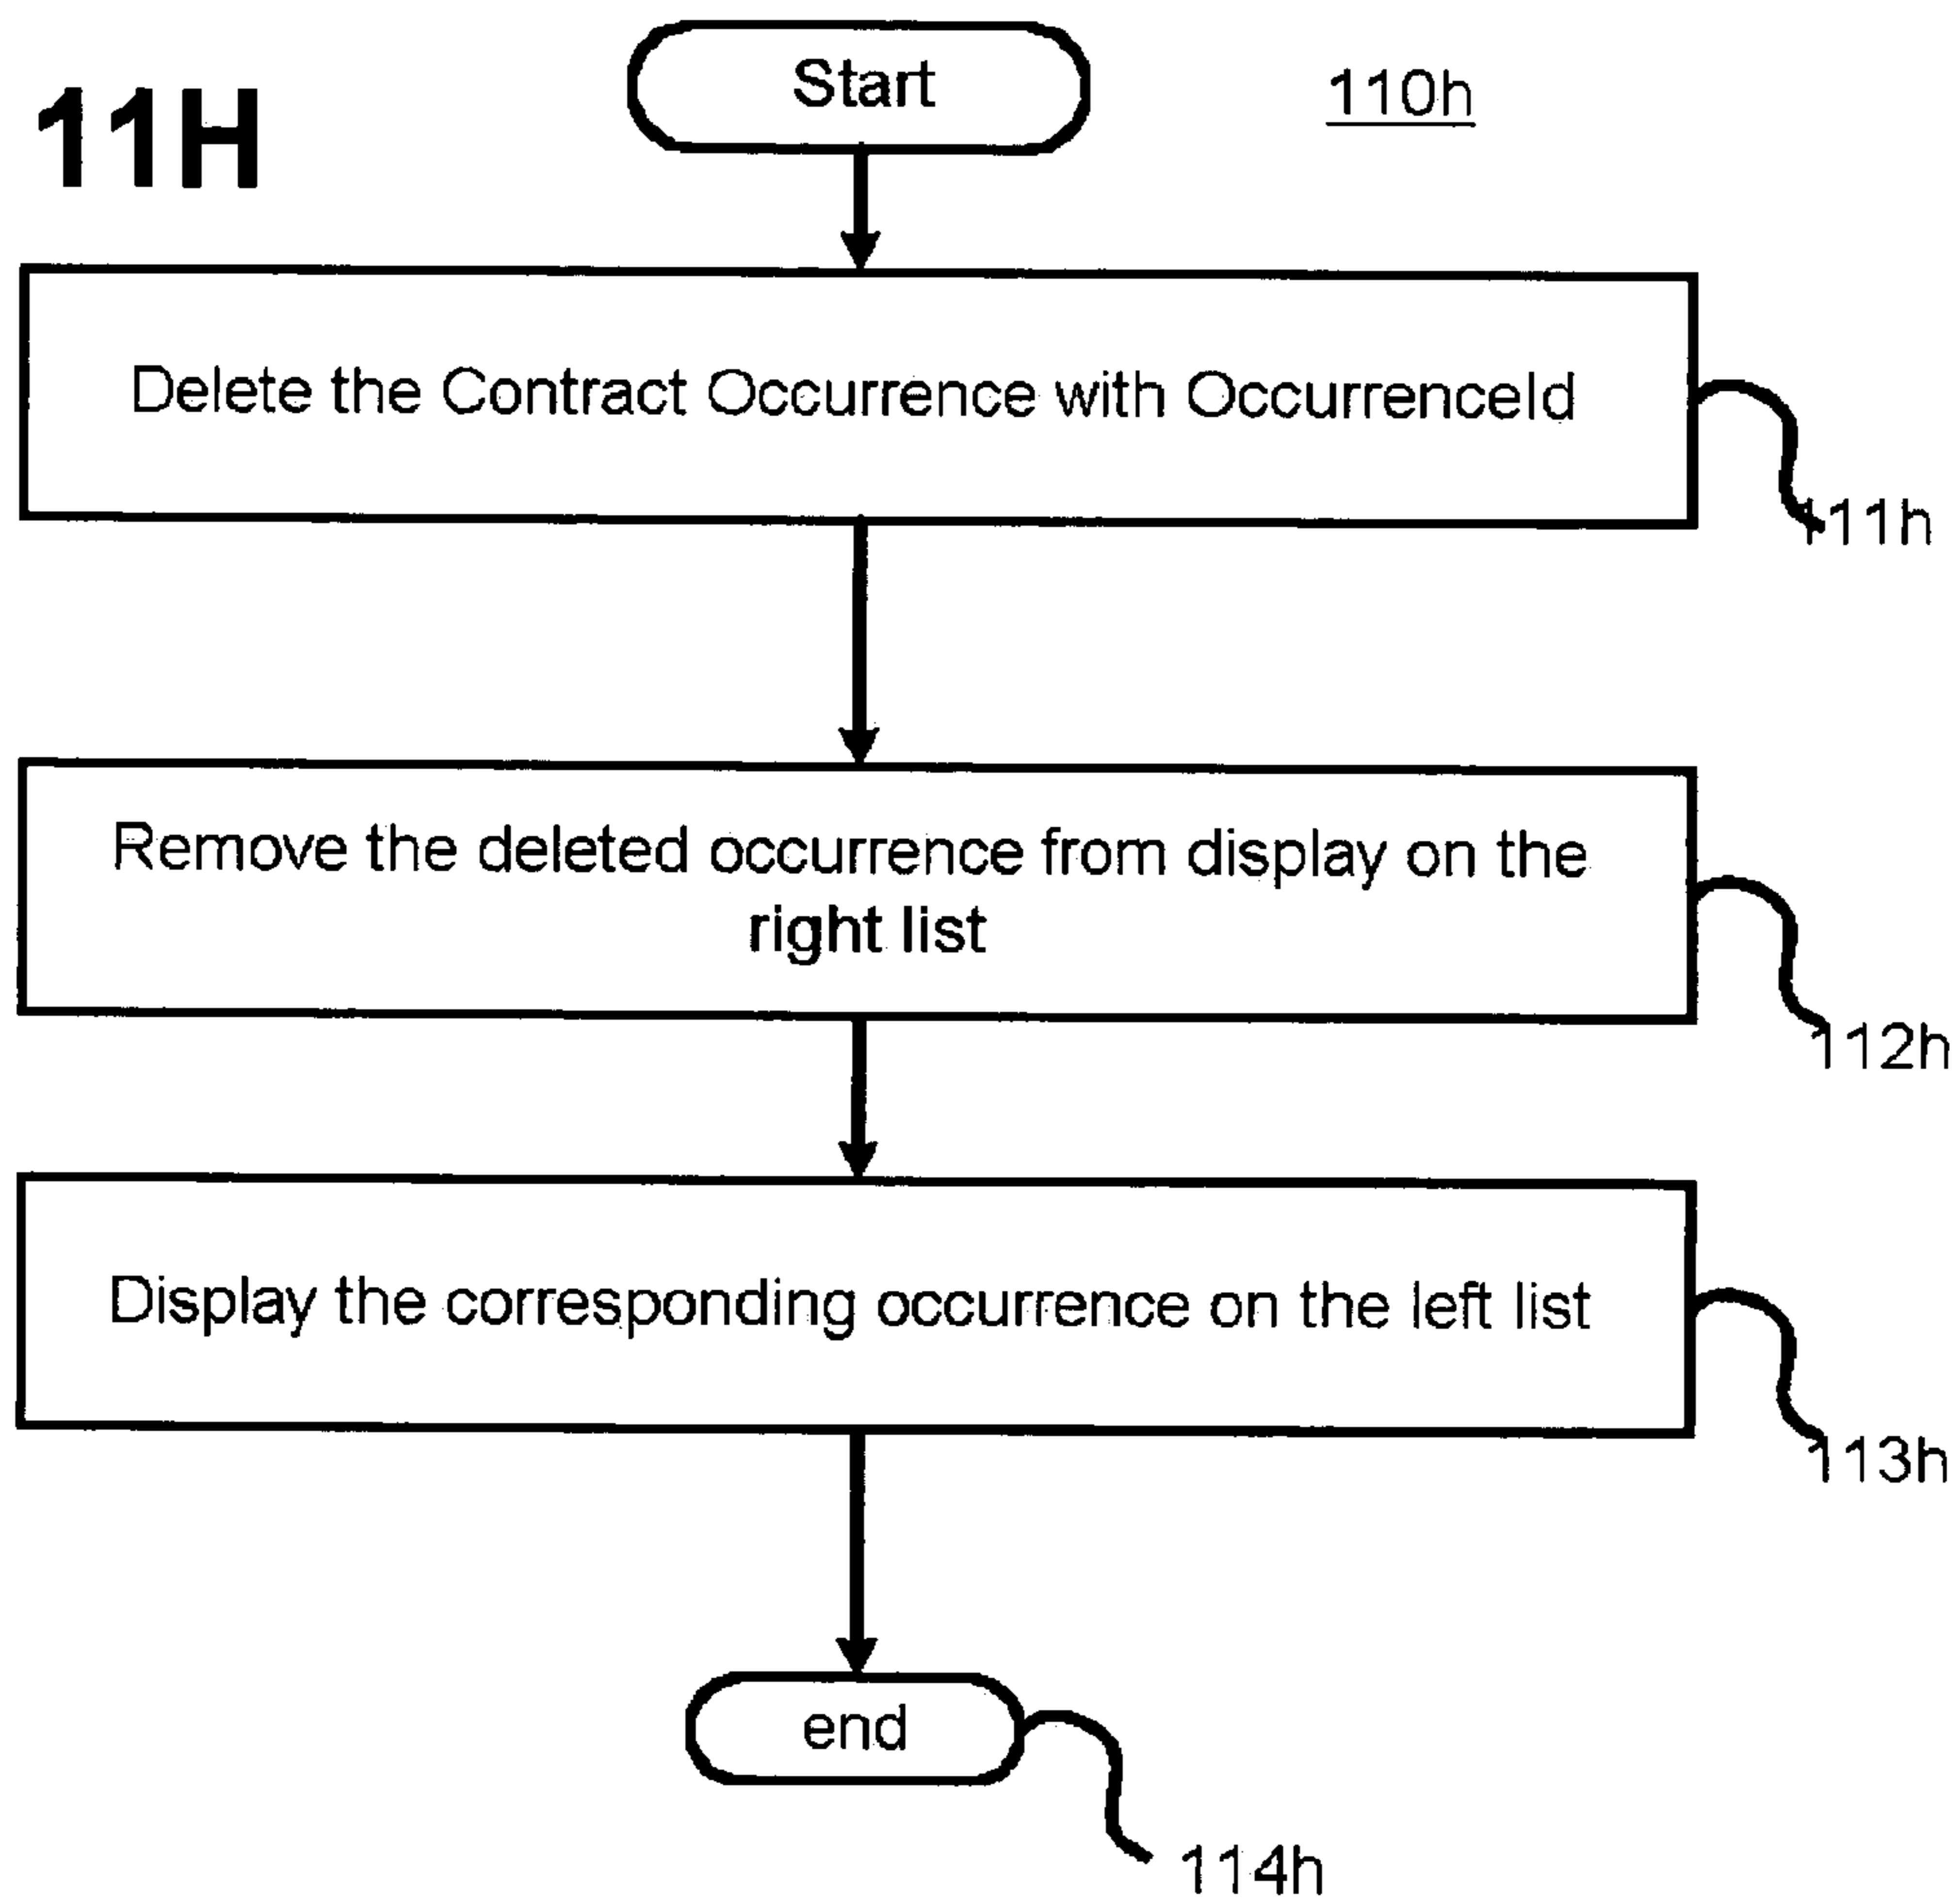 11H
Start
110h
Delete the Contract Occurrence with OccurrenceId
111h
Remove the deleted occurrence from display on the
right list
112h
Display the corresponding occurrence on the left list
113h
end
114h